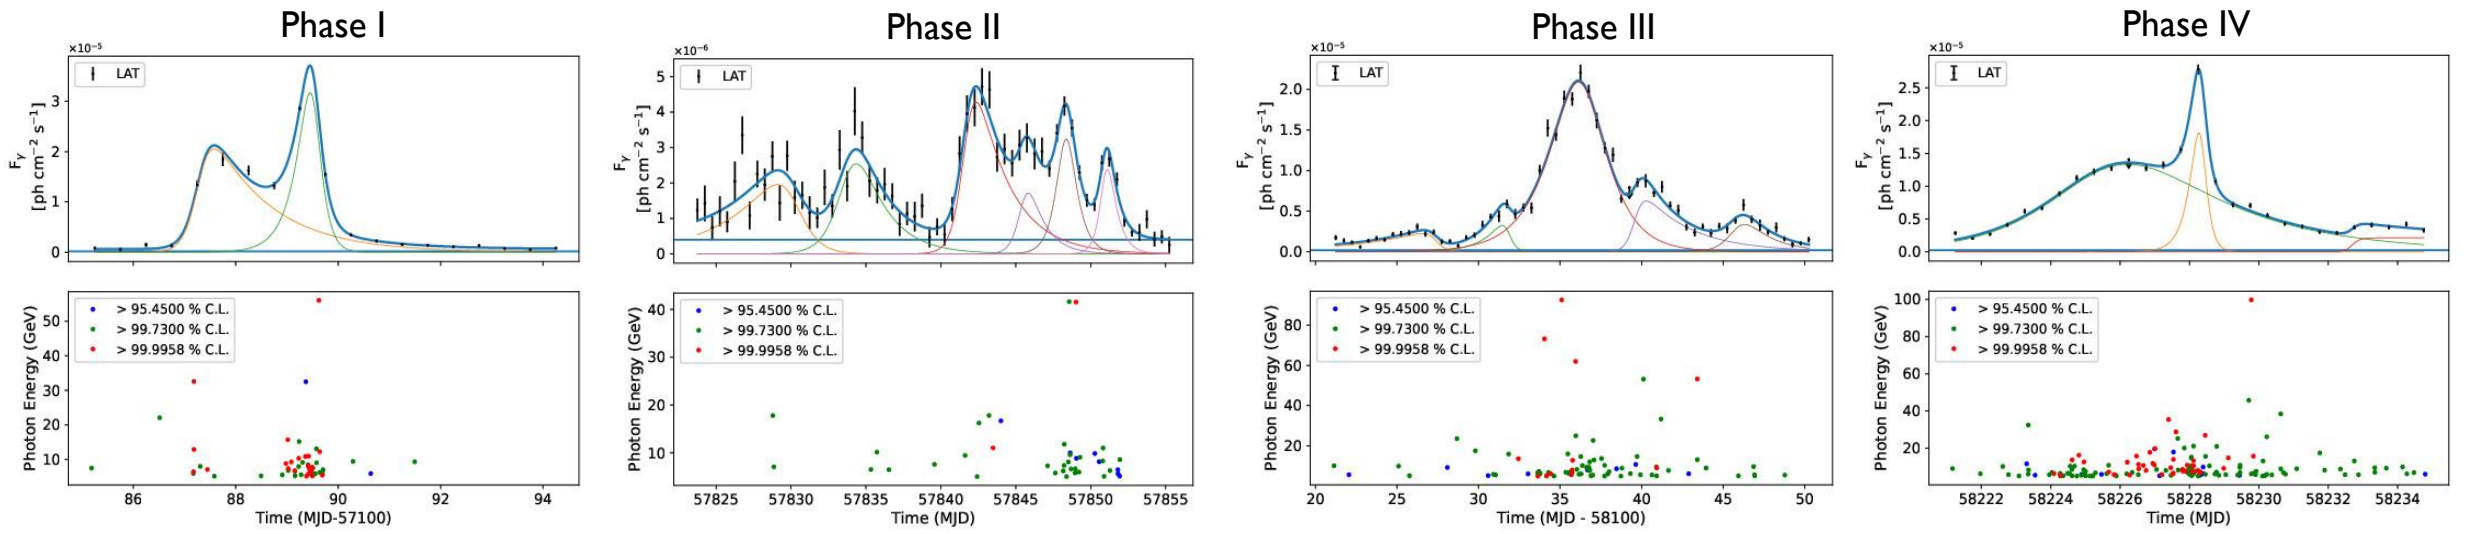 Phase I
Phase II
Phase III
Phase IV
×10⁻⁵
LAT
Fγ
[ph cm⁻² s⁻¹]
3
2
1
0
×10⁻⁶
LAT
Fγ
[ph cm⁻² s⁻¹]
5
4
3
2
1
0
×10⁻⁵
LAT
Fγ
[ph cm⁻² s⁻¹]
2.0
1.5
1.0
0.5
0.0
×10⁻⁵
LAT
Fγ
[ph cm⁻² s⁻¹]
2.5
2.0
1.5
1.0
0.5
0.0
> 95.4500 % C.L.
> 99.7300 % C.L.
> 99.9958 % C.L.
Photon Energy (GeV)
50
40
30
20
10
86 88 90 92 94
Time (MJD-57100)
> 95.4500 % C.L.
> 99.7300 % C.L.
> 99.9958 % C.L.
Photon Energy (GeV)
40
30
20
10
57825 57830 57835 57840 57845 57850 57855
Time (MJD)
> 95.4500 % C.L.
> 99.7300 % C.L.
> 99.9958 % C.L.
Photon Energy (GeV)
80
60
40
20
20 25 30 35 40 45 50
Time (MJD - 58100)
> 95.4500 % C.L.
> 99.7300 % C.L.
> 99.9958 % C.L.
Photon Energy (GeV)
100
80
60
40
20
58222 58224 58226 58228 58230 58232 58234
Time (MJD)